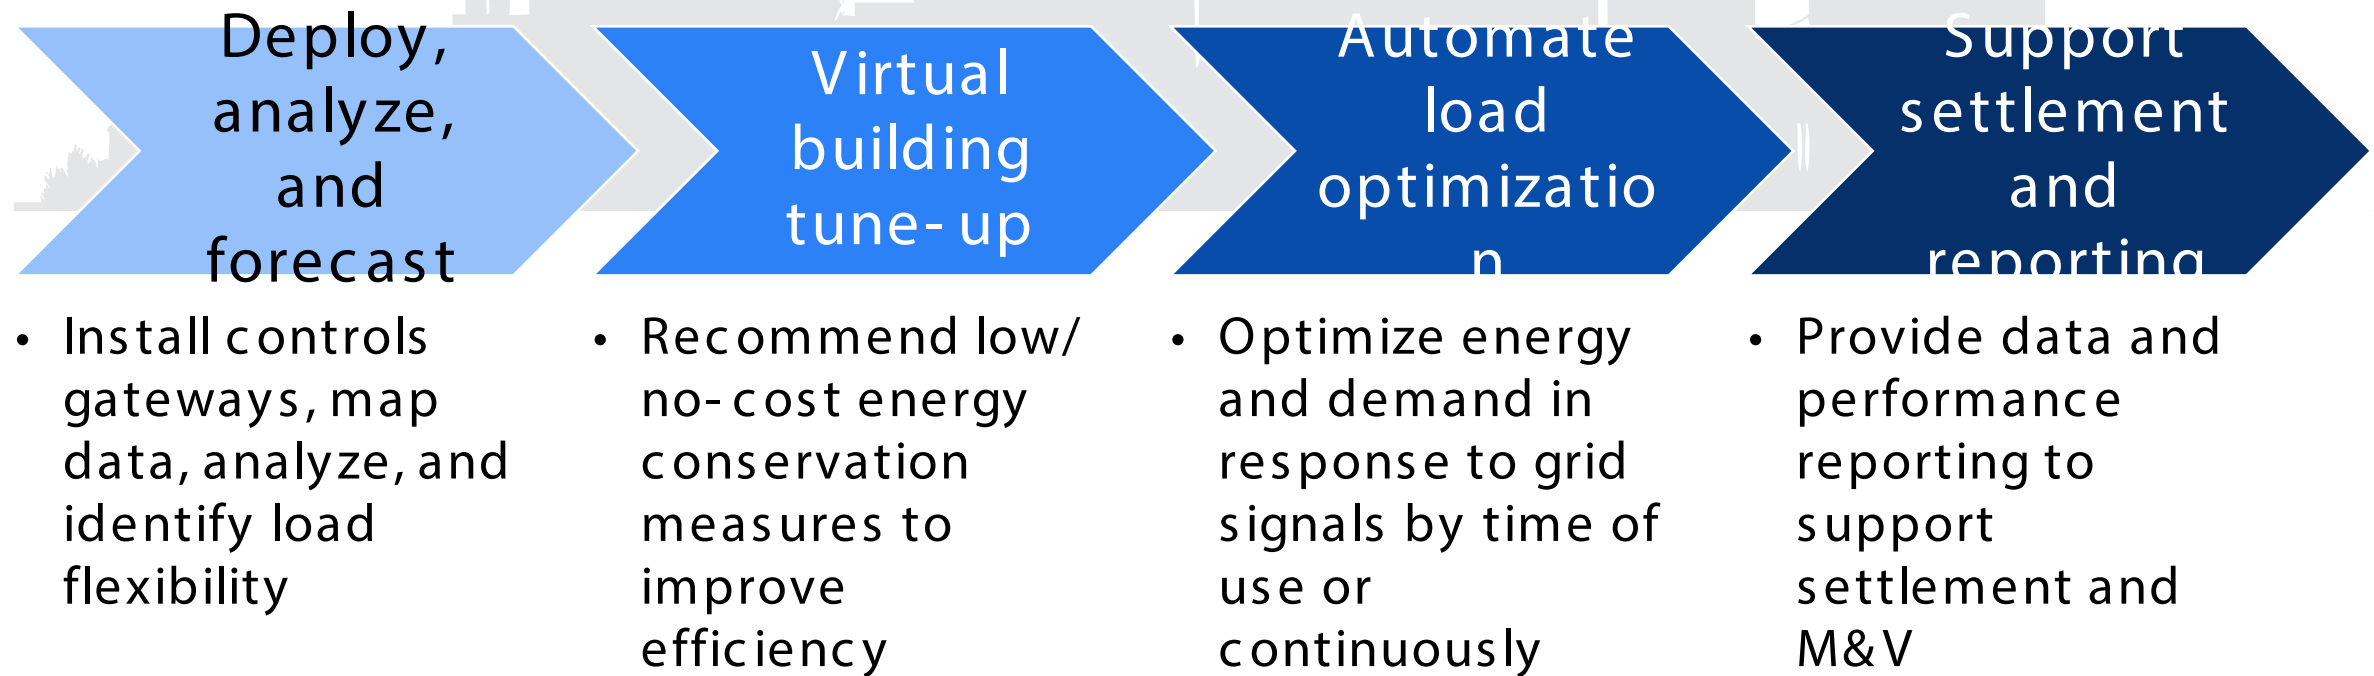 Deploy,
analyze,
and
forecast
Virtual
building
tune-up
Automate
load
optimizatio
n
Support
settlement
and
reporting
• Install controls
gateways, map
data, analyze, and
identify load
flexibility
• Recommend low/
no-cost energy
conservation
measures to
improve
efficiency
• Optimize energy
and demand in
response to grid
signals by time of
use or
continuously
• Provide data and
performance
reporting to
support
settlement and
M&V